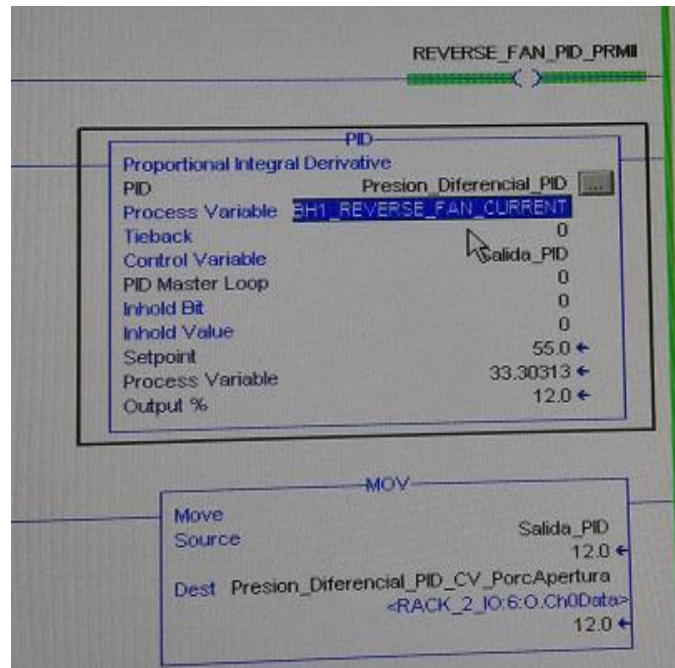 REVERSE_FAN_PID_PRMII
PID
Proportional Integral Derivative
PID Presion_Diferencial_PID ...
Process Variable BH1_REVERSE_FAN_CURRENT
Tieback 0
Control Variable Salida_PID
PID Master Loop 0
Inhold Bit 0
Inhold Value 0
Setpoint 55.0
Process Variable 33.30313
Output % 12.0
MOV
Move
Source Salida_PID
12.0
Dest Presion_Diferencial_PID_CV_PorcApertura
<RACK_2_IO:6:O.Ch0Data>
12.0